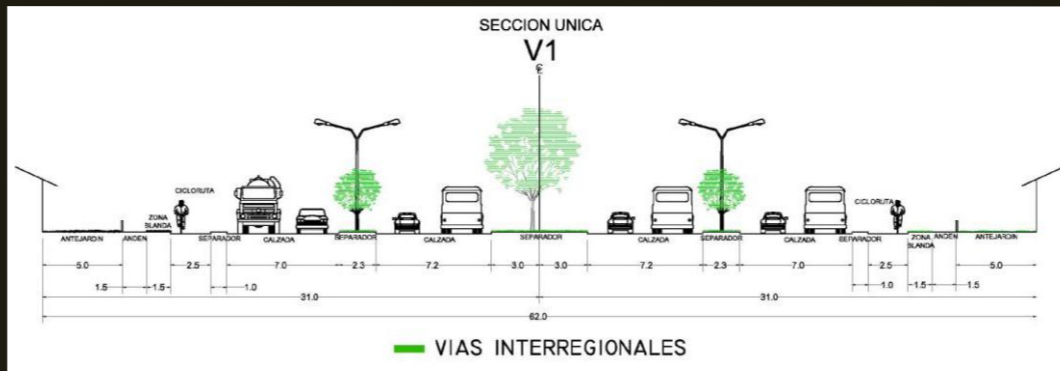 SECCION UNICA
V1
CICLORUTA
CICLORUTA
ZONA BLANDA
ANTEJARDIN ANDEN SEPARADOR CALZADA SEPARADOR CALZADA SEPARADOR CALZADA SEPARADOR CALZADA SEPARADOR ZONA BLANDA ANDEN ANTEJARDIN
5.0 2.5 7.0 2.3 7.2 3.0 3.0 7.2 2.3 7.0 2.5 5.0
1.5 1.5 1.0 1.0 1.5 1.5
31.0 31.0
62.0
VIAS INTERREGIONALES